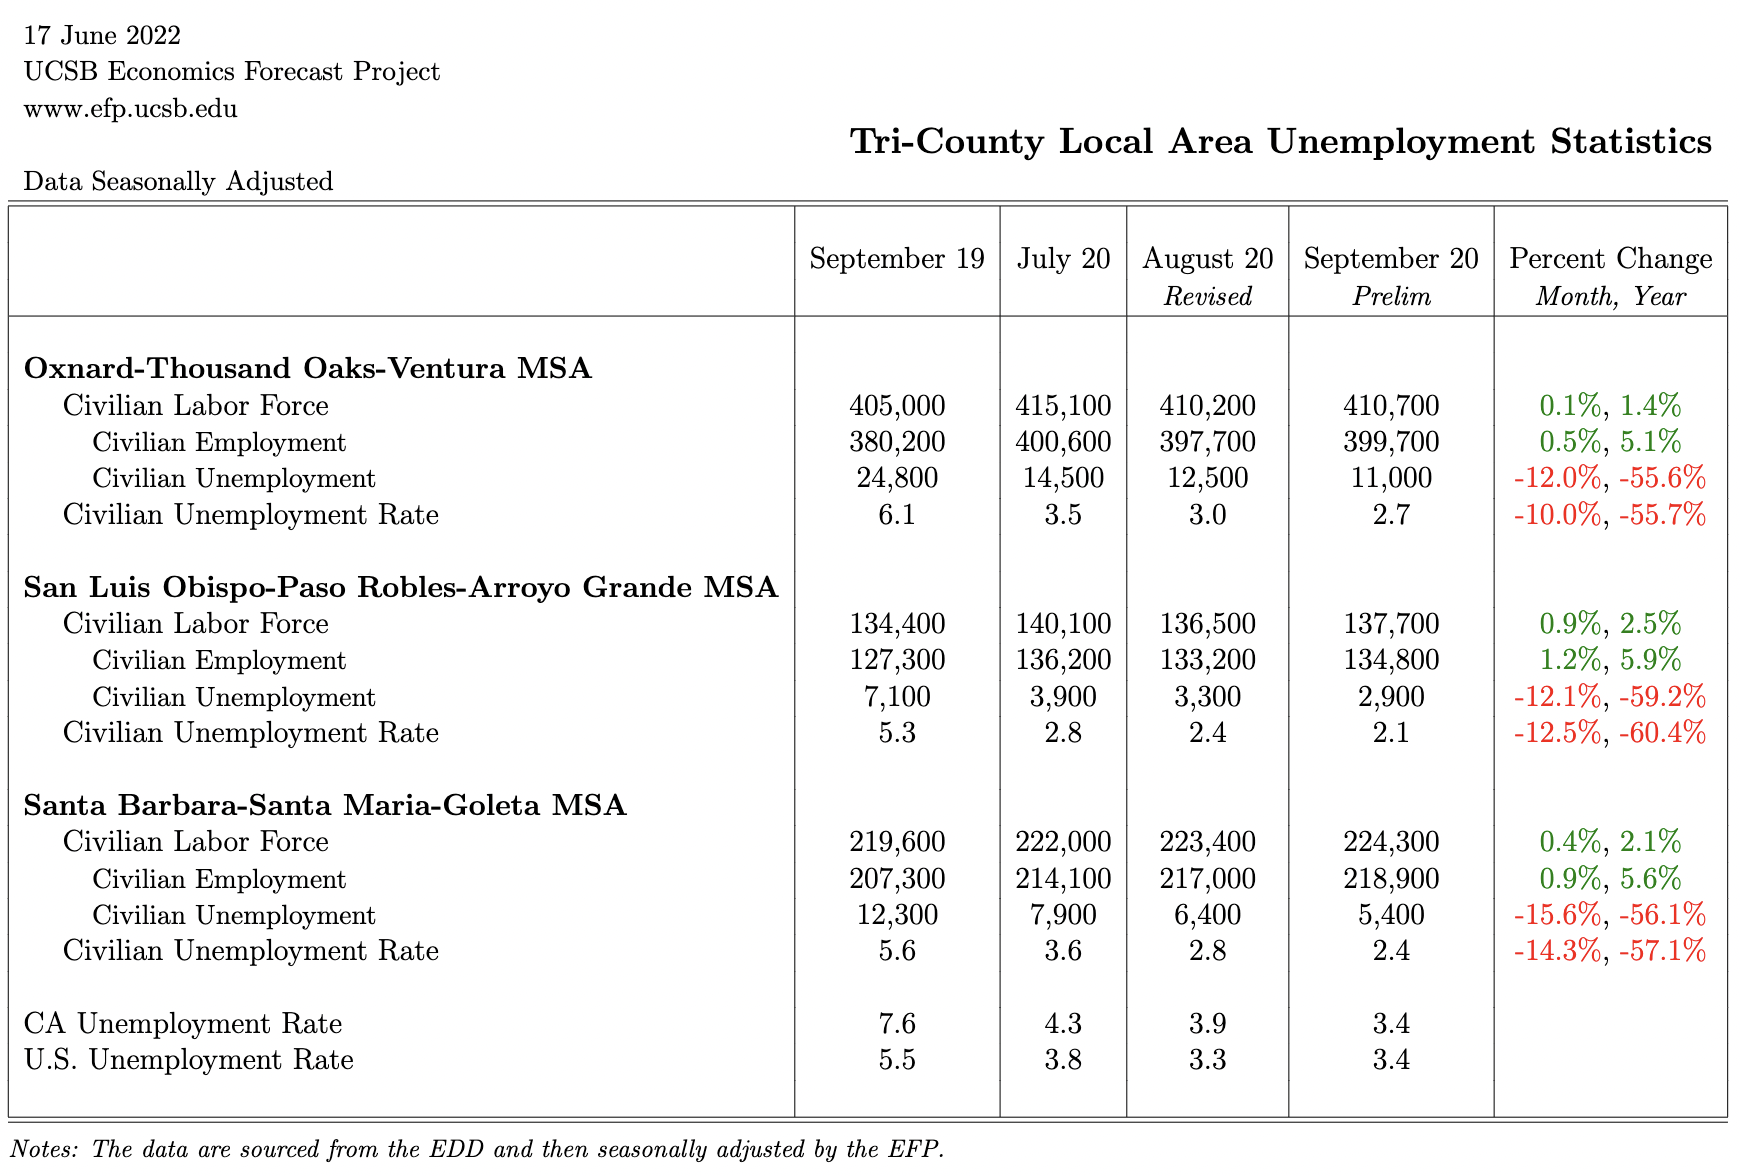 17 June 2022
UCSB Economics Forecast Project
www.efp.ucsb.edu
Tri-County Local Area Unemployment Statistics
Data Seasonally Adjusted
September 19 July 20 August 20 September 20 Percent Change
Revised Prelim Month, Year
Oxnard-Thousand Oaks-Ventura MSA
Civilian Labor Force 405,000 415,100 410,200 410,700 0.1%, 1.4%
Civilian Employment 380,200 400,600 397,700 399,700 0.5%, 5.1%
Civilian Unemployment 24,800 14,500 12,500 11,000 -12.0%, -55.6%
Civilian Unemployment Rate 6.1 3.5 3.0 2.7 -10.0%, -55.7%
San Luis Obispo-Paso Robles-Arroyo Grande MSA
Civilian Labor Force 134,400 140,100 136,500 137,700 0.9%, 2.5%
Civilian Employment 127,300 136,200 133,200 134,800 1.2%, 5.9%
Civilian Unemployment 7,100 3,900 3,300 2,900 -12.1%, -59.2%
Civilian Unemployment Rate 5.3 2.8 2.4 2.1 -12.5%, -60.4%
Santa Barbara-Santa Maria-Goleta MSA
Civilian Labor Force 219,600 222,000 223,400 224,300 0.4%, 2.1%
Civilian Employment 207,300 214,100 217,000 218,900 0.9%, 5.6%
Civilian Unemployment 12,300 7,900 6,400 5,400 -15.6%, -56.1%
Civilian Unemployment Rate 5.6 3.6 2.8 2.4 -14.3%, -57.1%
CA Unemployment Rate 7.6 4.3 3.9 3.4
U.S. Unemployment Rate 5.5 3.8 3.3 3.4
Notes: The data are sourced from the EDD and then seasonally adjusted by the EFP.